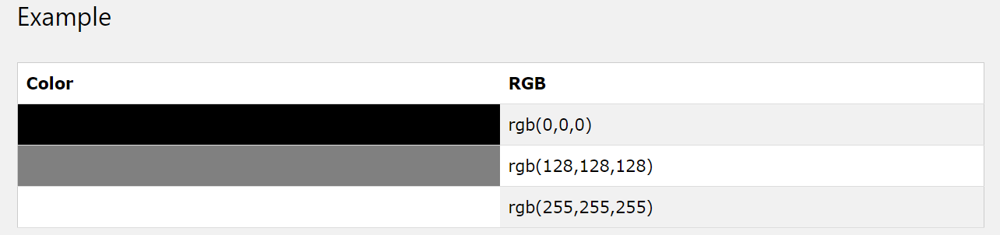 Example
Color RGB
rgb(0,0,0)
rgb(128,128,128)
rgb(255,255,255)